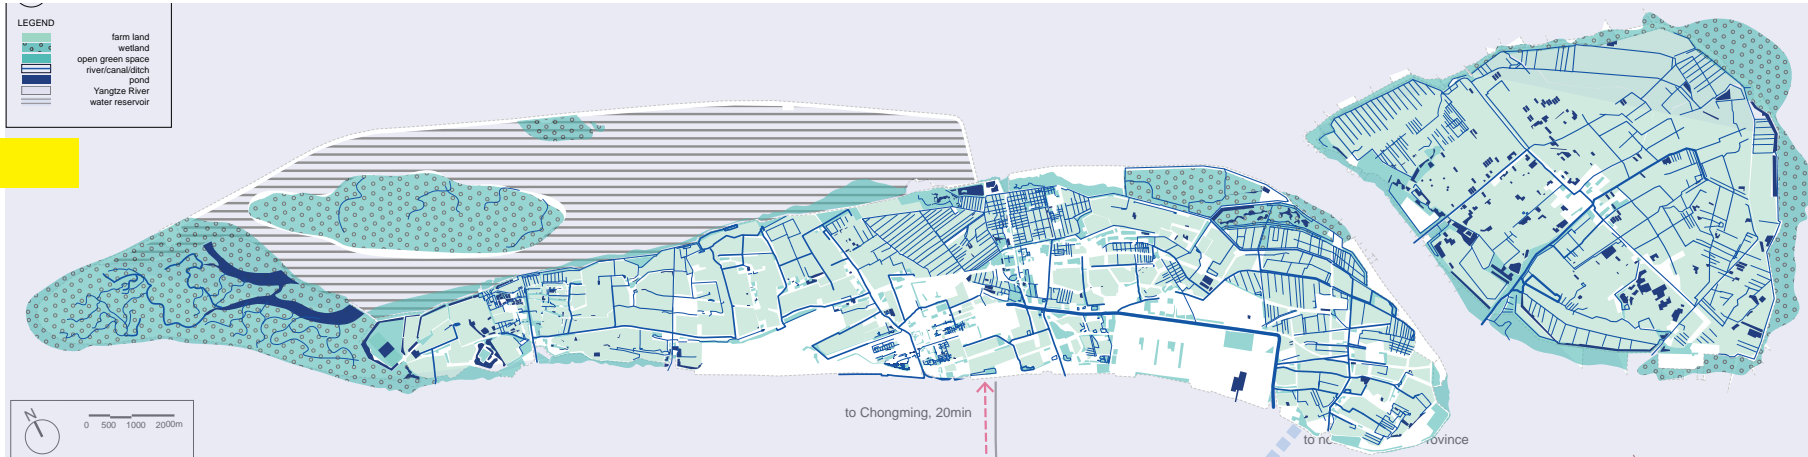 LEGEND
farm land
wetland
open green space
river/canal/ditch
pond
Yangtze River
water reservoir
N
0 500 1000 2000m
to Chongming, 20min
to